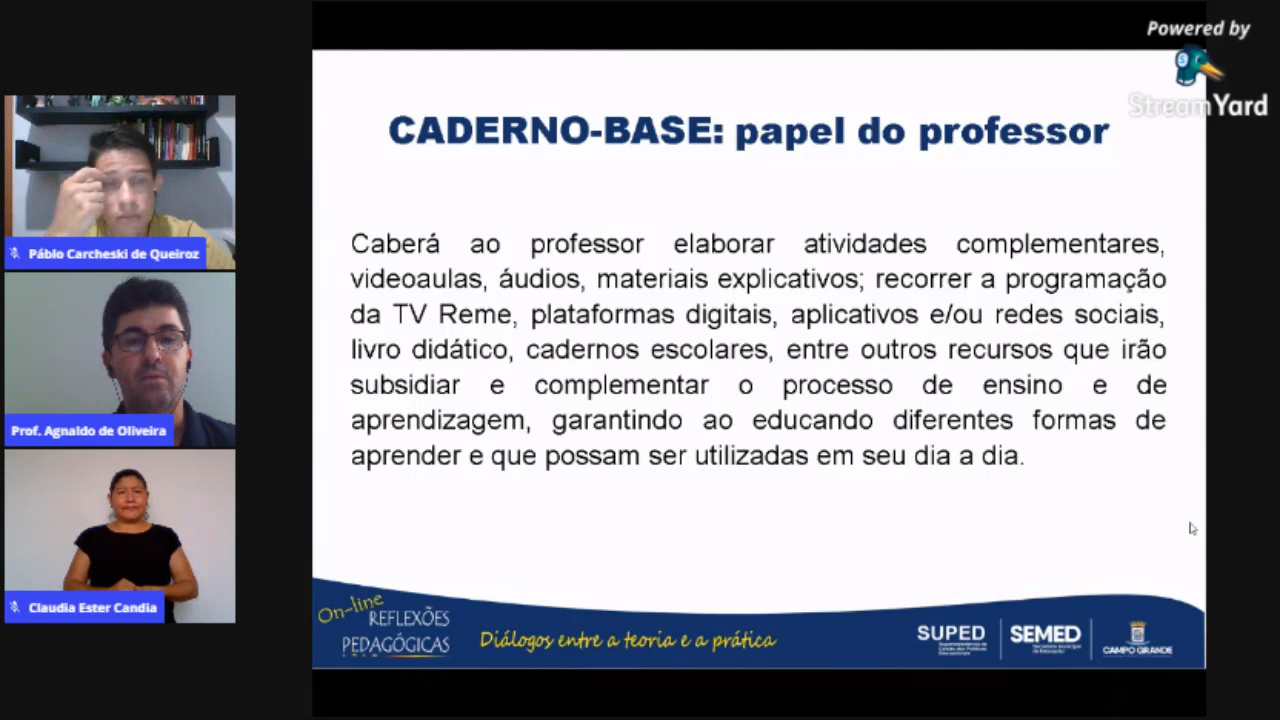 Powered by
StreamYard
CADERNO-BASE: papel do professor
Caberá ao professor elaborar atividades complementares,
videoaulas, áudios, materiais explicativos; recorrer a programação
da TV Reme, plataformas digitais, aplicativos e/ou redes sociais,
livro didático, cadernos escolares, entre outros recursos que irão
subsidiar e complementar o processo de ensino e de
aprendizagem, garantindo ao educando diferentes formas de
aprender e que possam ser utilizadas em seu dia a dia.
Páblo Carcheski de Queiroz
Prof. Agnaldo de Oliveira
Claudia Ester Candia
On-line
REFLEXÕES
PEDAGÓGICAS
Diálogos entre a teoria e a prática
SUPED
SEMED
CAMPO GRANDE